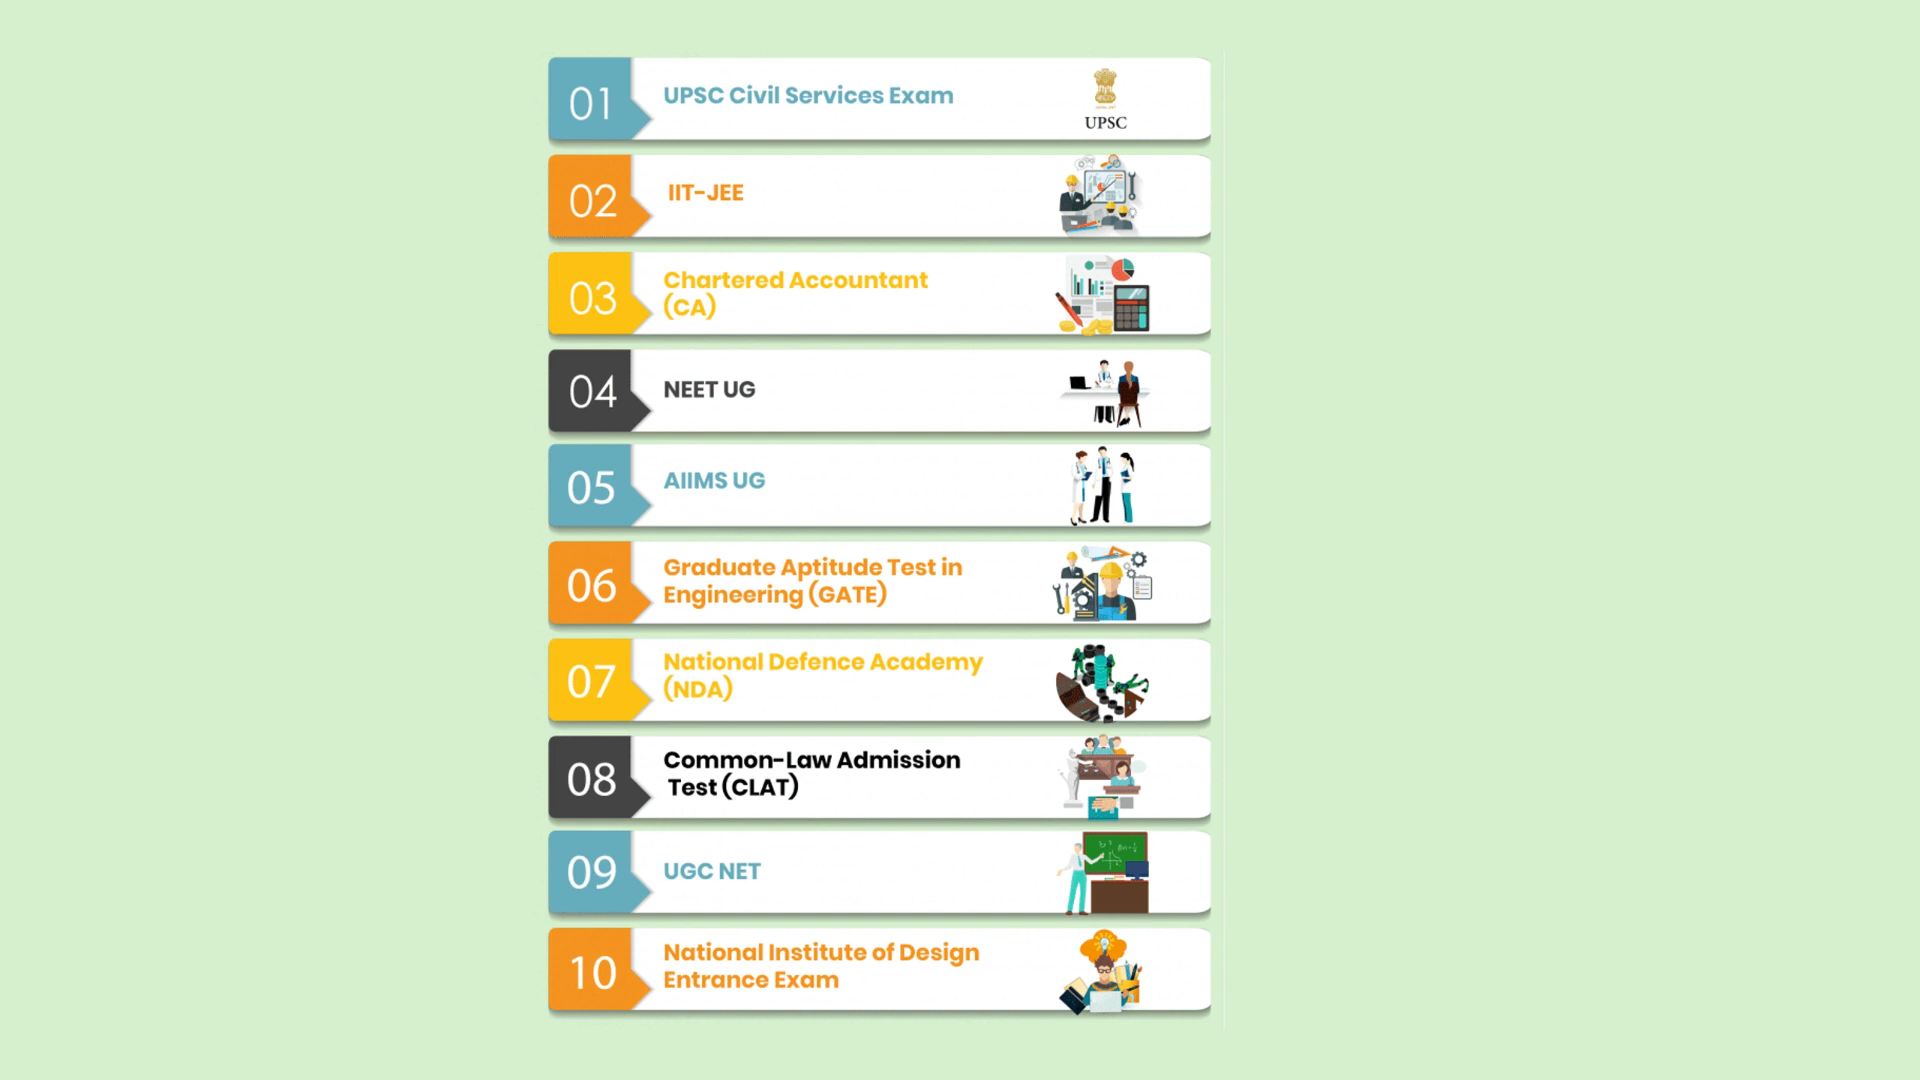 01
UPSC Civil Services Exam
UPSC
02
IIT-JEE
03
Chartered Accountant
(CA)
04
NEET UG
05
AIIMS UG
06
Graduate Aptitude Test in
Engineering (GATE)
07
National Defence Academy
(NDA)
08
Common-Law Admission
Test (CLAT)
09
UGC NET
10
National Institute of Design
Entrance Exam